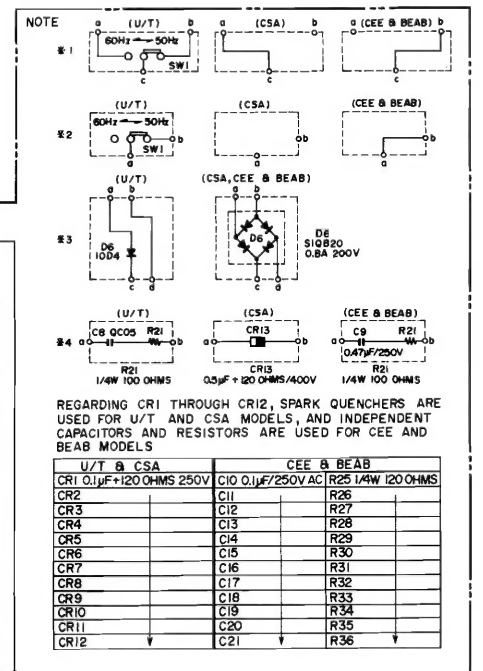 NOTE
a (U/T) b
(CSA)
a b
a (CEE & BEAB) b
*1
60Hz 50Hz
SW1
c
c
c
(U/T)
(CSA)
(CEE & BEAB)
*2
60Hz 50Hz
b
SW1
a
b
a
b
a
(U/T)
(CSA, CEE & BEAB)
a b
a b
*3
D6
10D4
D6
D6
S1QB20
0.8A 200V
c d
c d
(U/T)
(CSA)
(CEE & BEAB)
*4
C8 QC05 R21
a b
CR13
a b
C9 R21
a b
0.47µF/250V
R21
1/4W 100 OHMS
CR13
0.5µF + 120 OHMS/400V
R21
1/4W 100 OHMS
REGARDING CR1 THROUGH CR12, SPARK QUENCHERS ARE
USED FOR U/T AND CSA MODELS, AND INDEPENDENT
CAPACITORS AND RESISTORS ARE USED FOR CEE AND
BEAB MODELS
U/T & CSA CEE & BEAB
CR1 0.1µF+120 OHMS 250V C10 0.1µF/250V AC R25 1/4W 120 OHMS
CR2 C11 R26
CR3 C12 R27
CR4 C13 R28
CR5 C14 R29
CR6 C15 R30
CR7 C16 R31
CR8 C17 R32
CR9 C18 R33
CR10 C19 R34
CR11 C20 R35
CR12 C21 R36